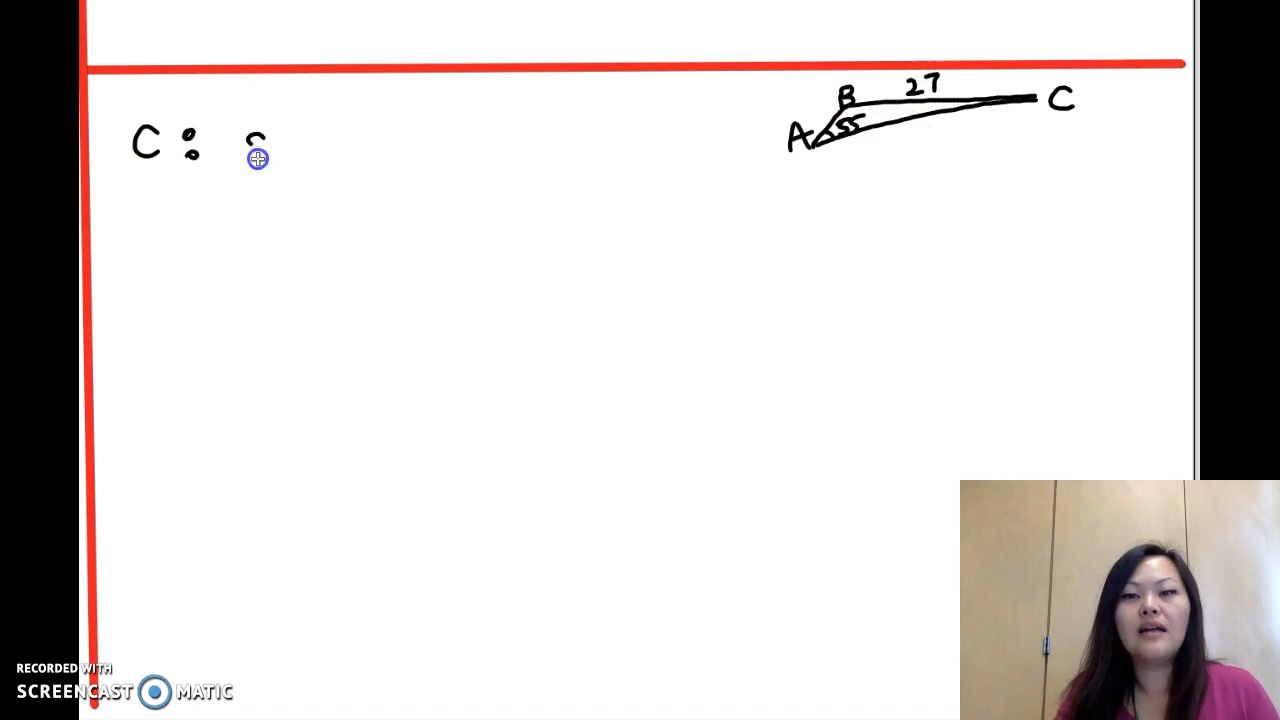 B 27 C
A 55
C :
RECORDED WITH
SCREENCAST MATIC